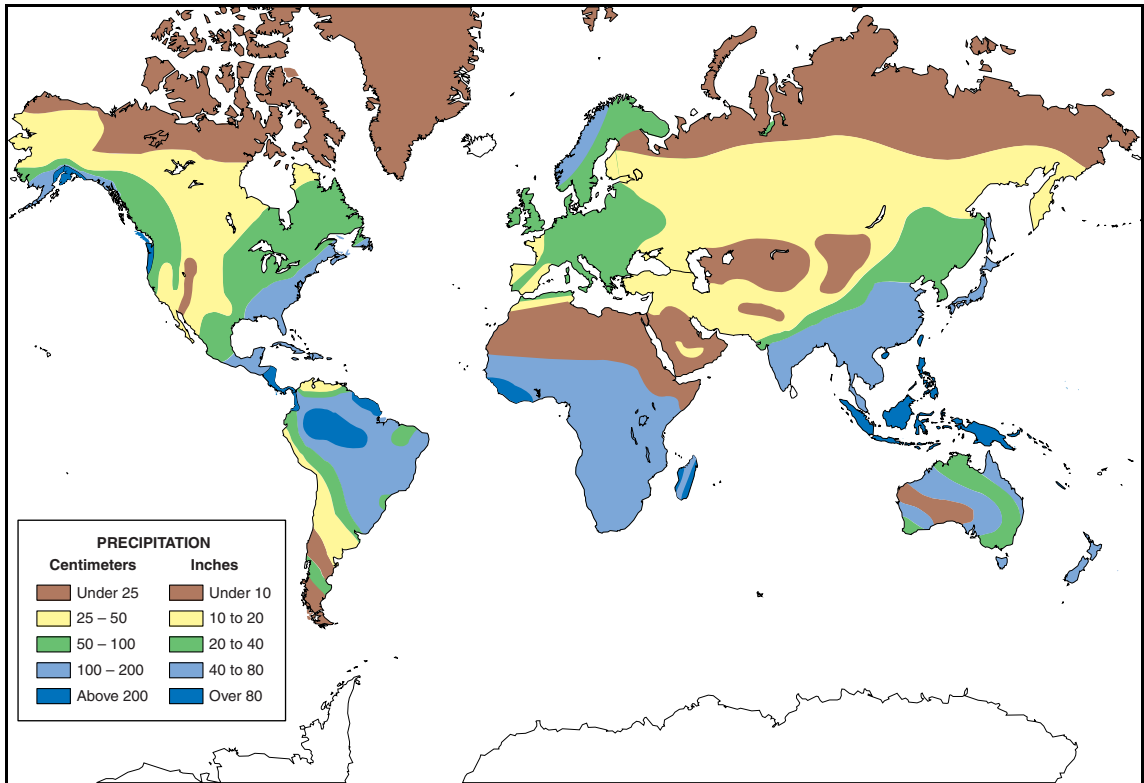 PRECIPITATION
Centimeters Inches
Under 25 Under 10
25 – 50 10 to 20
50 – 100 20 to 40
100 – 200 40 to 80
Above 200 Over 80